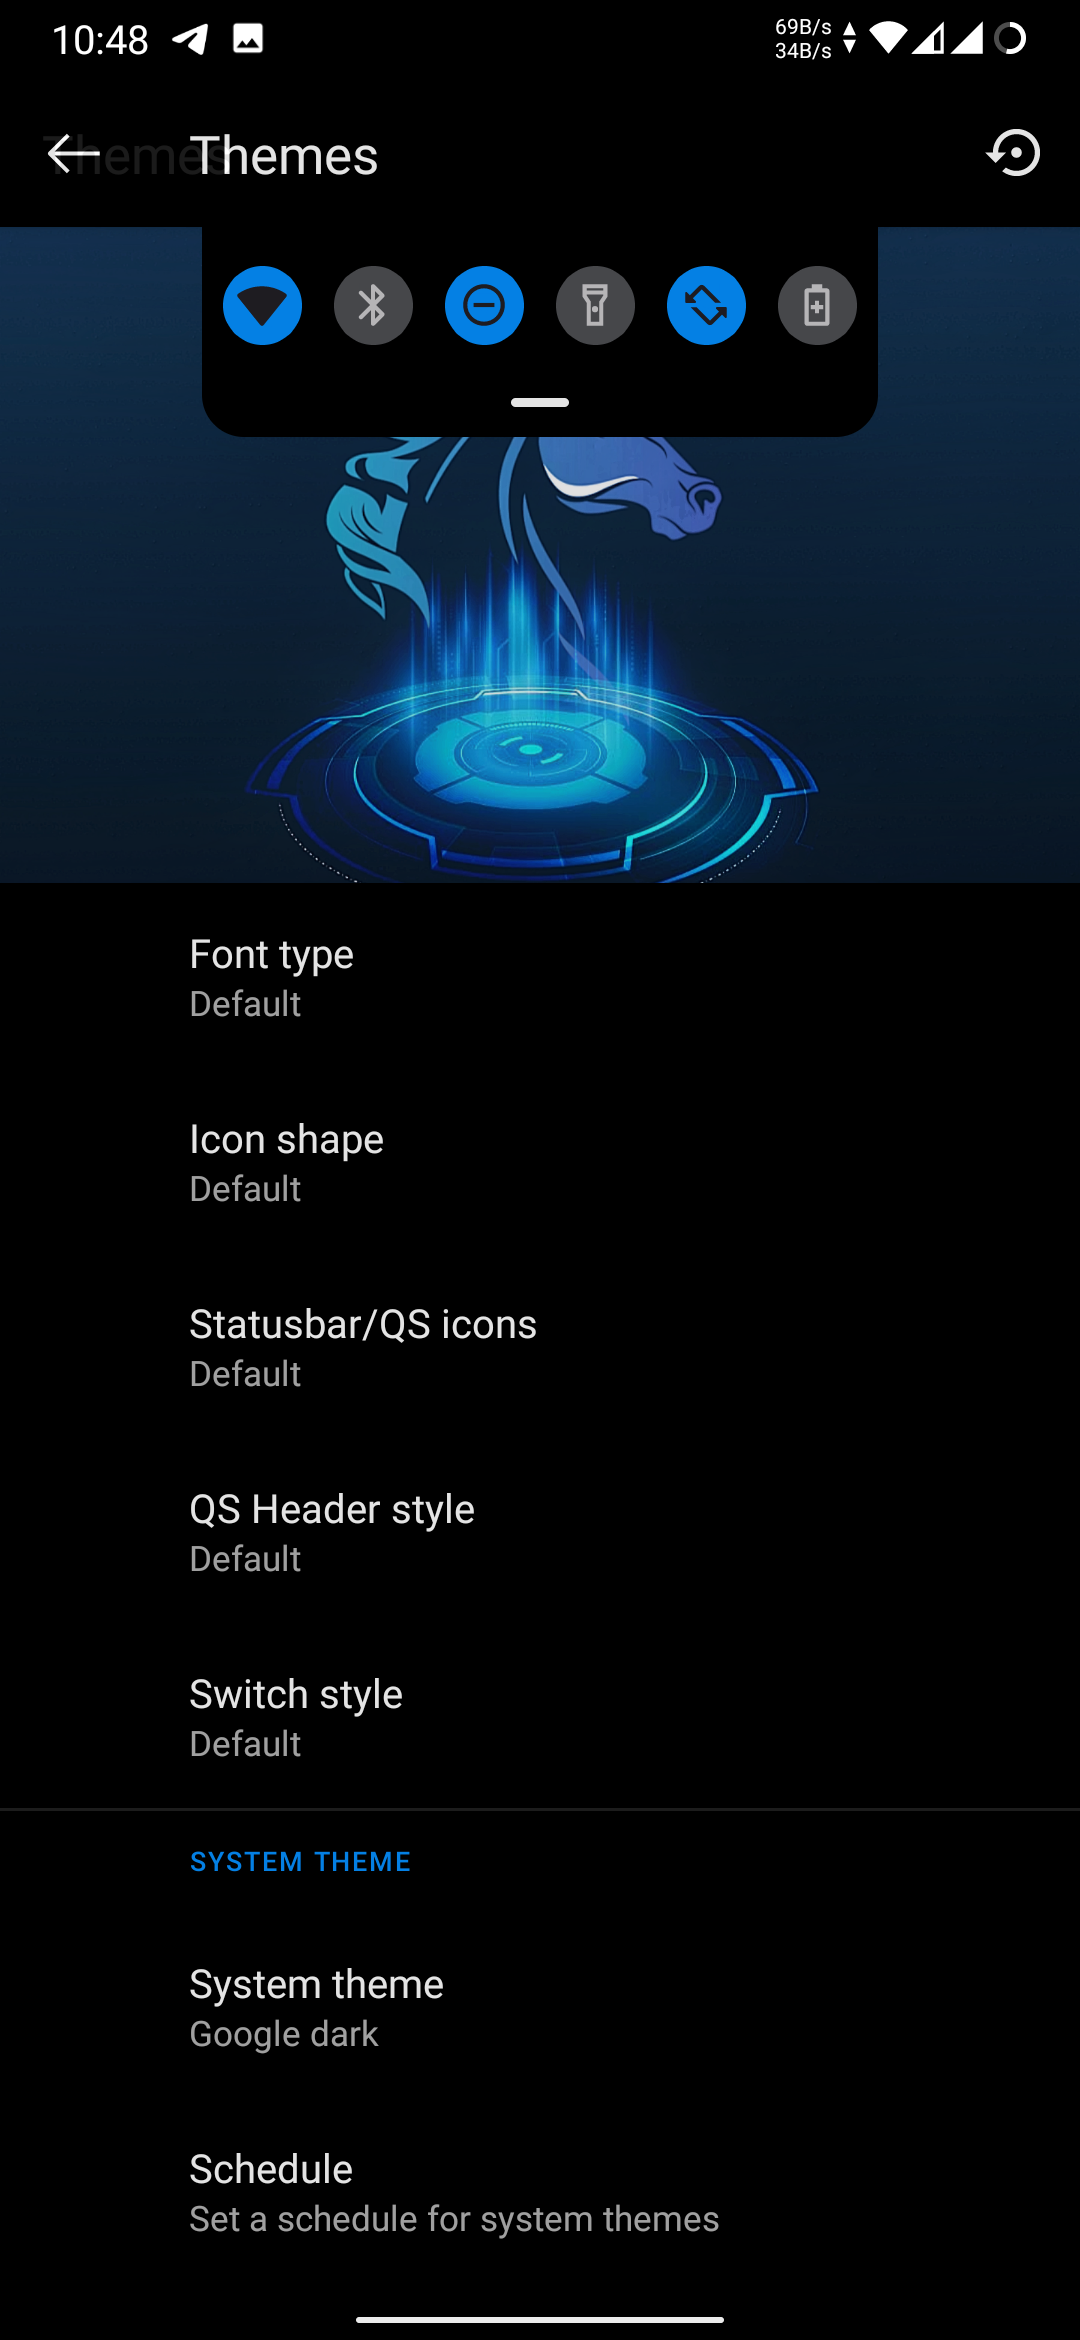 10:48
69B/s
34B/s
Themes
Themes
Font type
Default
Icon shape
Default
Statusbar/QS icons
Default
QS Header style
Default
Switch style
Default
SYSTEM THEME
System theme
Google dark
Schedule
Set a schedule for system themes